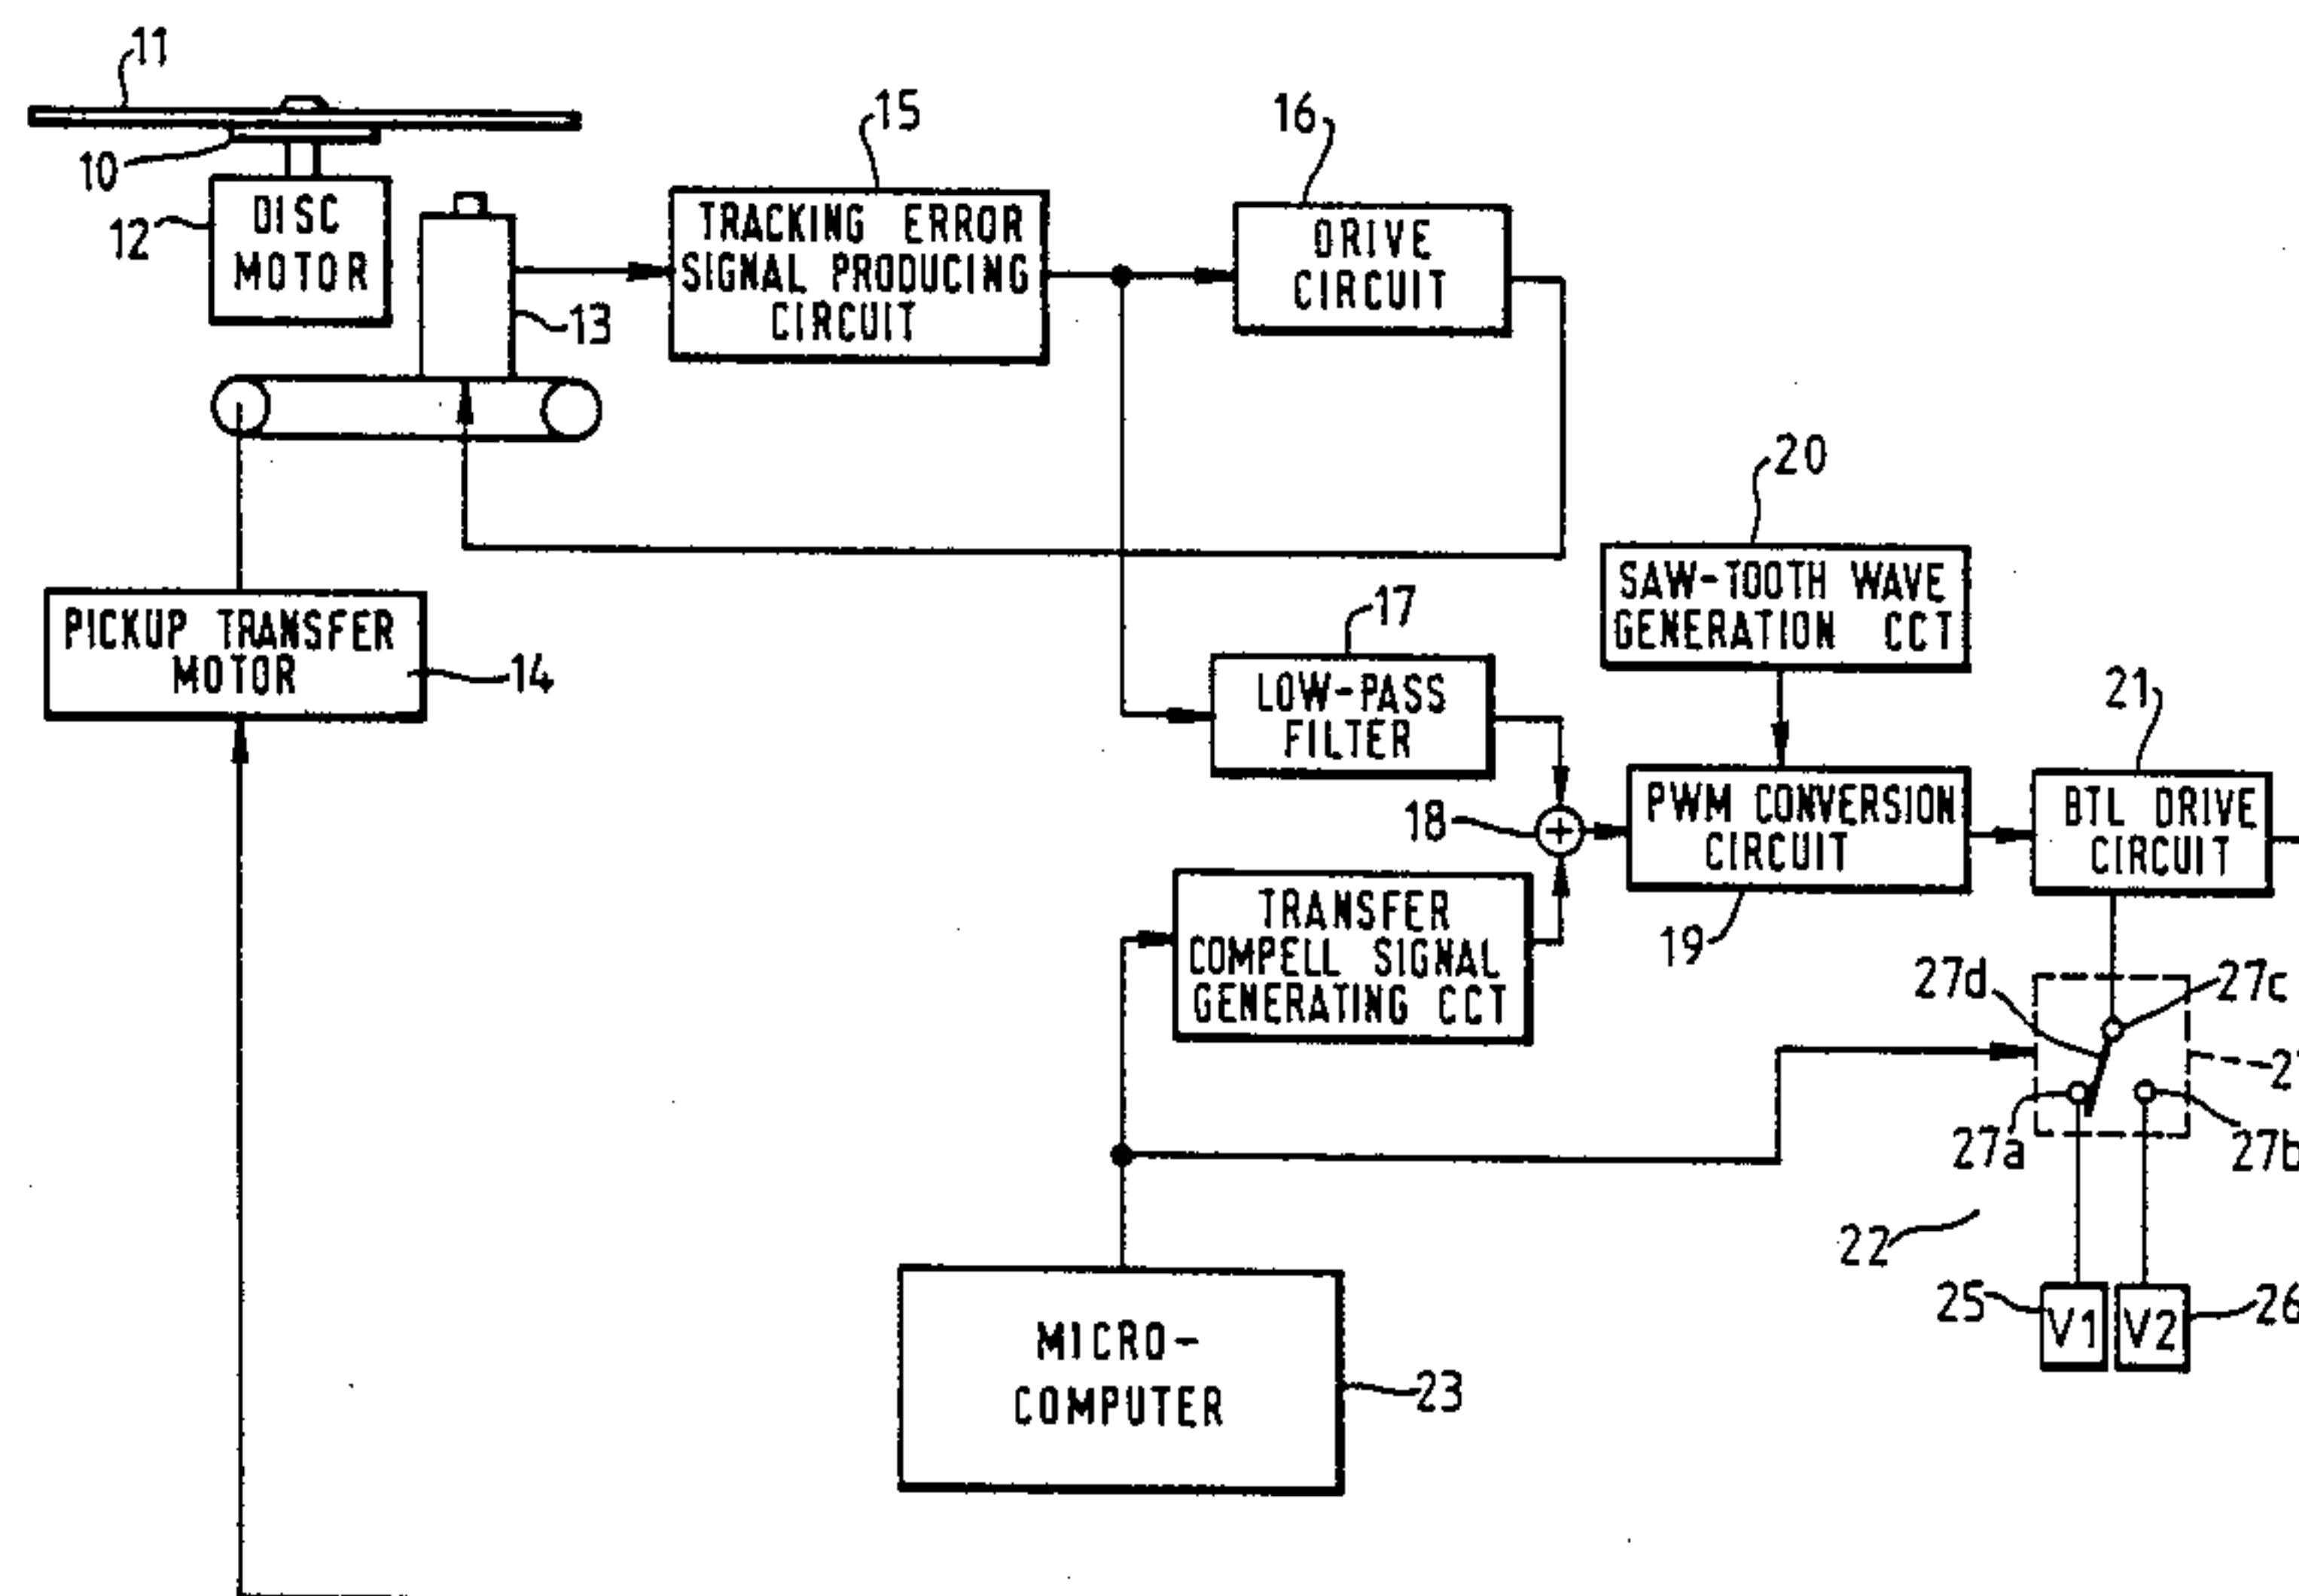 11
10
12
DISC
MOTOR
13
15
TRACKING ERROR
SIGNAL PRODUCING
CIRCUIT
16
DRIVE
CIRCUIT
PICKUP TRANSFER
MOTOR
14
17
LOW-PASS
FILTER
20
SAW-TOOTH WAVE
GENERATION CCT
18
+
PWM CONVERSION
CIRCUIT
19
21
BTL DRIVE
CIRCUIT
TRANSFER
COMPELL SIGNAL
GENERATING CCT
27d
27c
27a
27b
22
25
V1
V2
26
MICRO-
COMPUTER
23